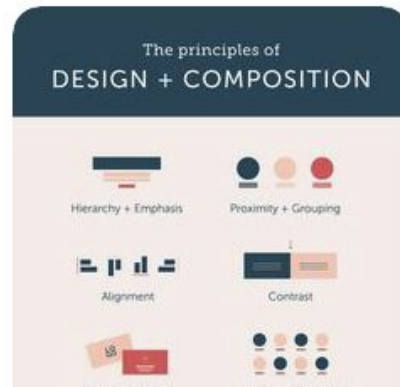 The principles of
DESIGN + COMPOSITION
Hierarchy + Emphasis
Proximity + Grouping
Alignment
Contrast